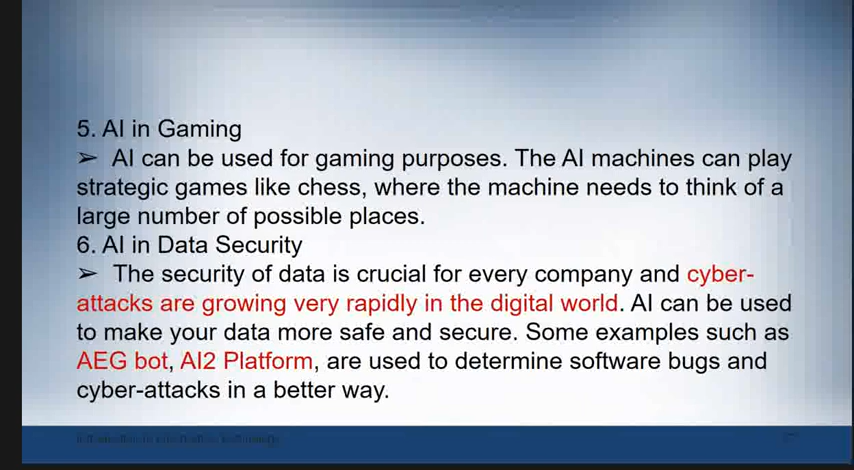 5. AI in Gaming
➢ AI can be used for gaming purposes. The AI machines can play
strategic games like chess, where the machine needs to think of a
large number of possible places.
6. AI in Data Security
➢ The security of data is crucial for every company and cyber-
attacks are growing very rapidly in the digital world. AI can be used
to make your data more safe and secure. Some examples such as
AEG bot, AI2 Platform, are used to determine software bugs and
cyber-attacks in a better way.